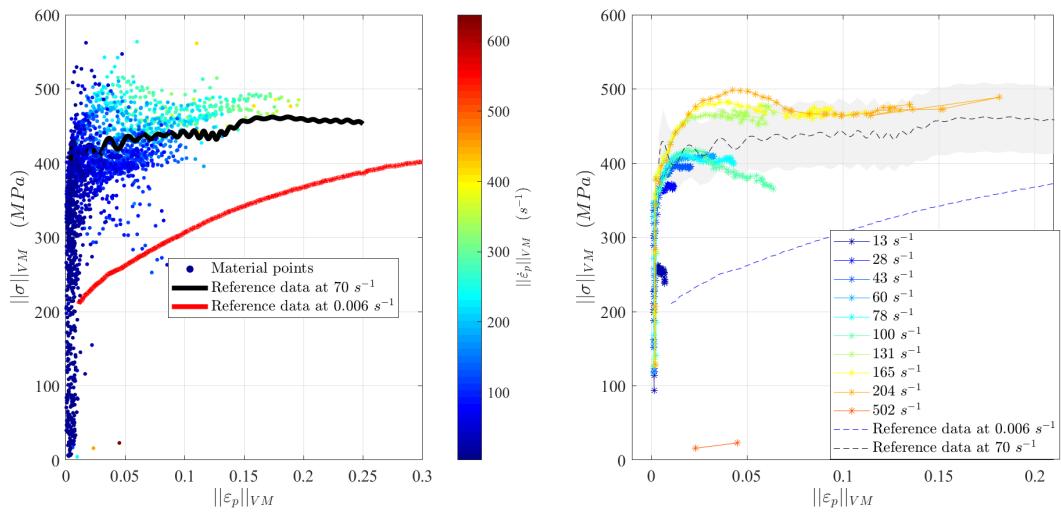 600
500
400
300
200
100
0
0
0.05
0.1
0.15
0.2
0.25
0.3
||σ||VM (MPa)
||εp||VM
Material points
Reference data at 70 s⁻¹
Reference data at 0.006 s⁻¹
600
500
400
300
200
100
||ε̇p||VM (s⁻¹)
600
500
400
300
200
100
0
0
0.05
0.1
0.15
0.2
||σ||VM (MPa)
||εp||VM
13 s⁻¹
28 s⁻¹
43 s⁻¹
60 s⁻¹
78 s⁻¹
100 s⁻¹
131 s⁻¹
165 s⁻¹
204 s⁻¹
502 s⁻¹
Reference data at 0.006 s⁻¹
Reference data at 70 s⁻¹